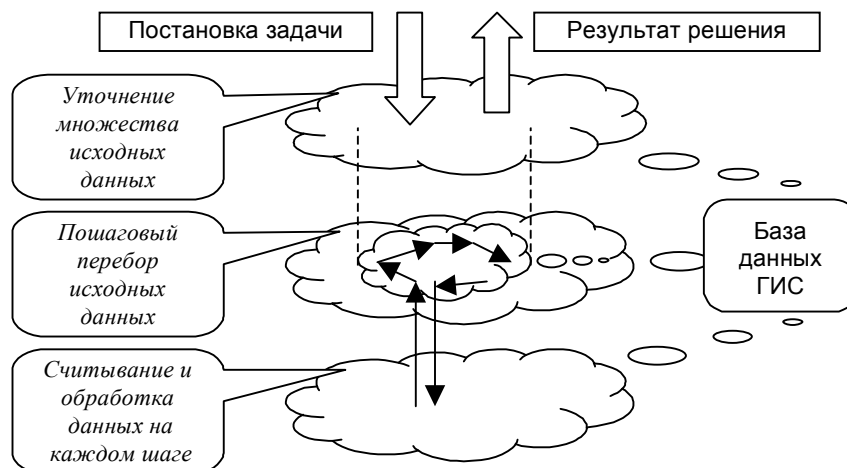 Постановка задачи
Результат решения
Уточнение
множества
исходных
данных
Пошаговый
перебор
исходных
данных
База
данных
ГИС
Считывание и
обработка
данных на
каждом шаге